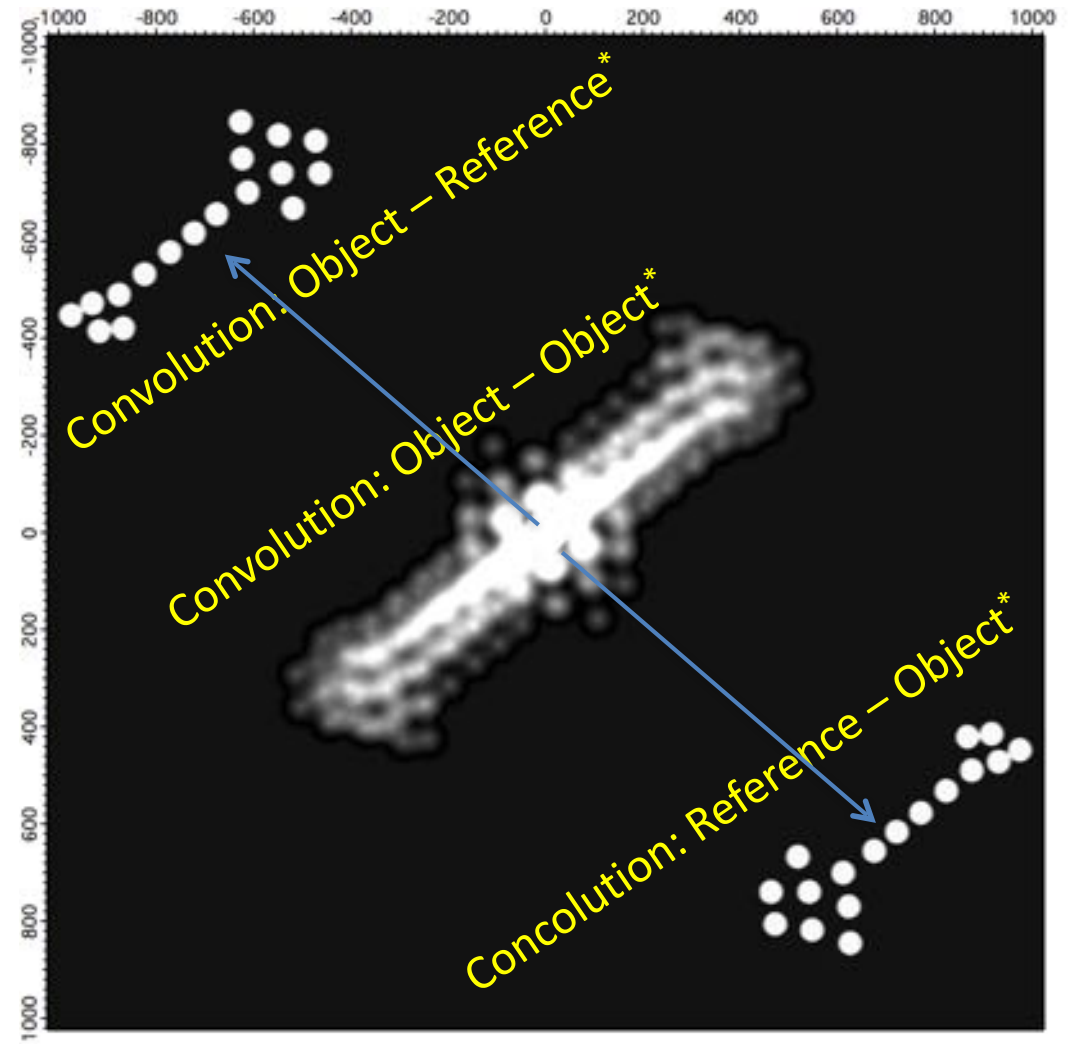 -1000 -800 -600 -400 -200 0 200 400 600 800 1000
-1000
-800
-600
-400
-200
0
200
400
600
800
1000
Convolution: Object – Reference*
Convolution: Object – Object*
Concolution: Reference – Object*